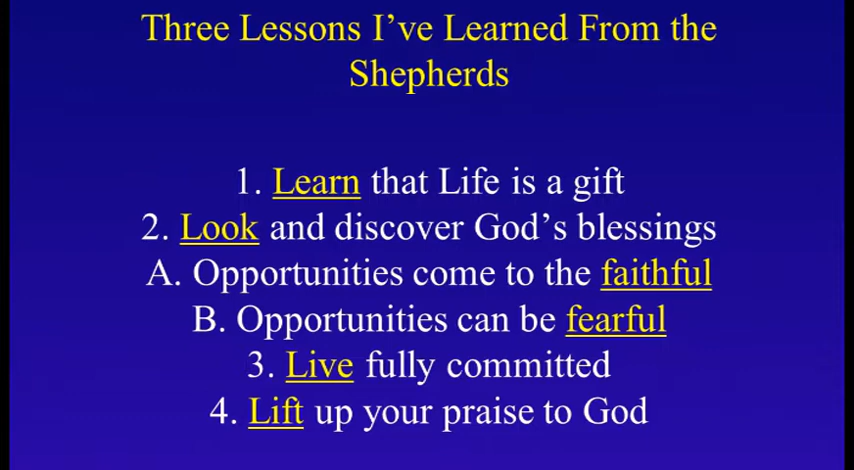 Three Lessons I've Learned From the
Shepherds
1. Learn that Life is a gift
2. Look and discover God's blessings
A. Opportunities come to the faithful
B. Opportunities can be fearful
3. Live fully committed
4. Lift up your praise to God